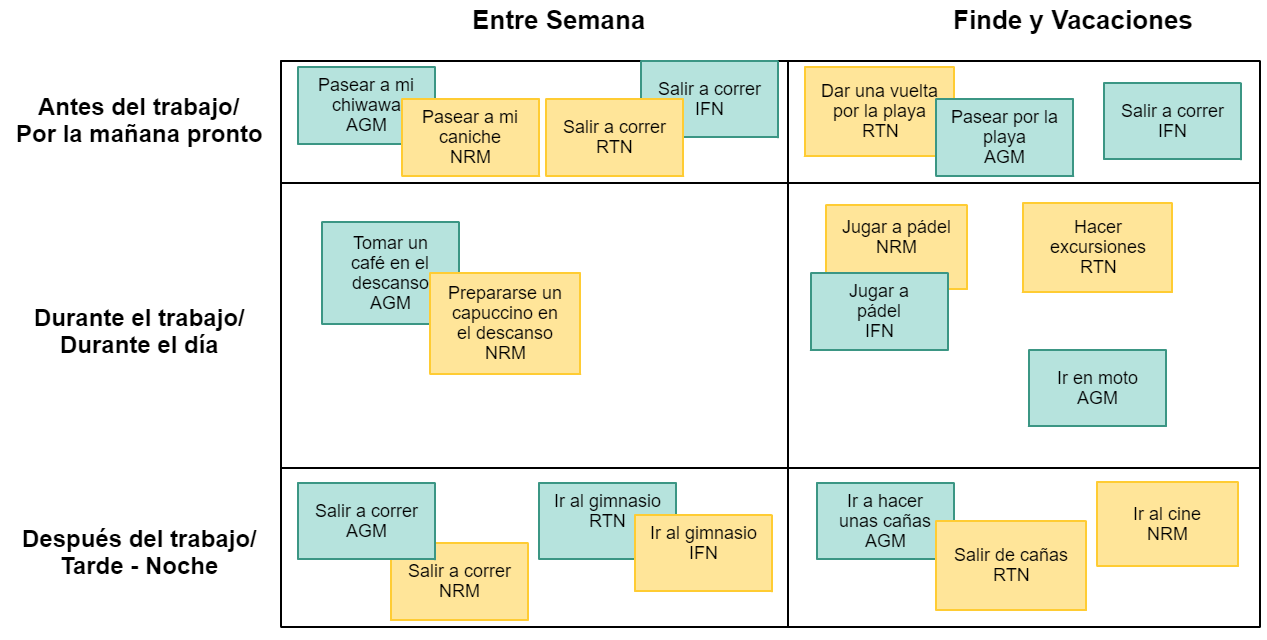 Entre Semana
Finde y Vacaciones
Antes del trabajo/
Por la mañana pronto
Pasear a mi
chiwawa
AGM
Pasear a mi
caniche
NRM
Salir a correr
RTN
Salir a correr
IFN
Dar una vuelta
por la playa
RTN
Pasear por la
playa
AGM
Salir a correr
IFN
Durante el trabajo/
Durante el día
Tomar un
café en el
descanso
AGM
Prepararse un
capuccino en
el descanso
NRM
Jugar a pádel
NRM
Jugar a
pádel
IFN
Hacer
excursiones
RTN
Ir en moto
AGM
Después del trabajo/
Tarde - Noche
Salir a correr
AGM
Salir a correr
NRM
Ir al gimnasio
RTN
Ir al gimnasio
IFN
Ir a hacer
unas cañas
AGM
Salir de cañas
RTN
Ir al cine
NRM